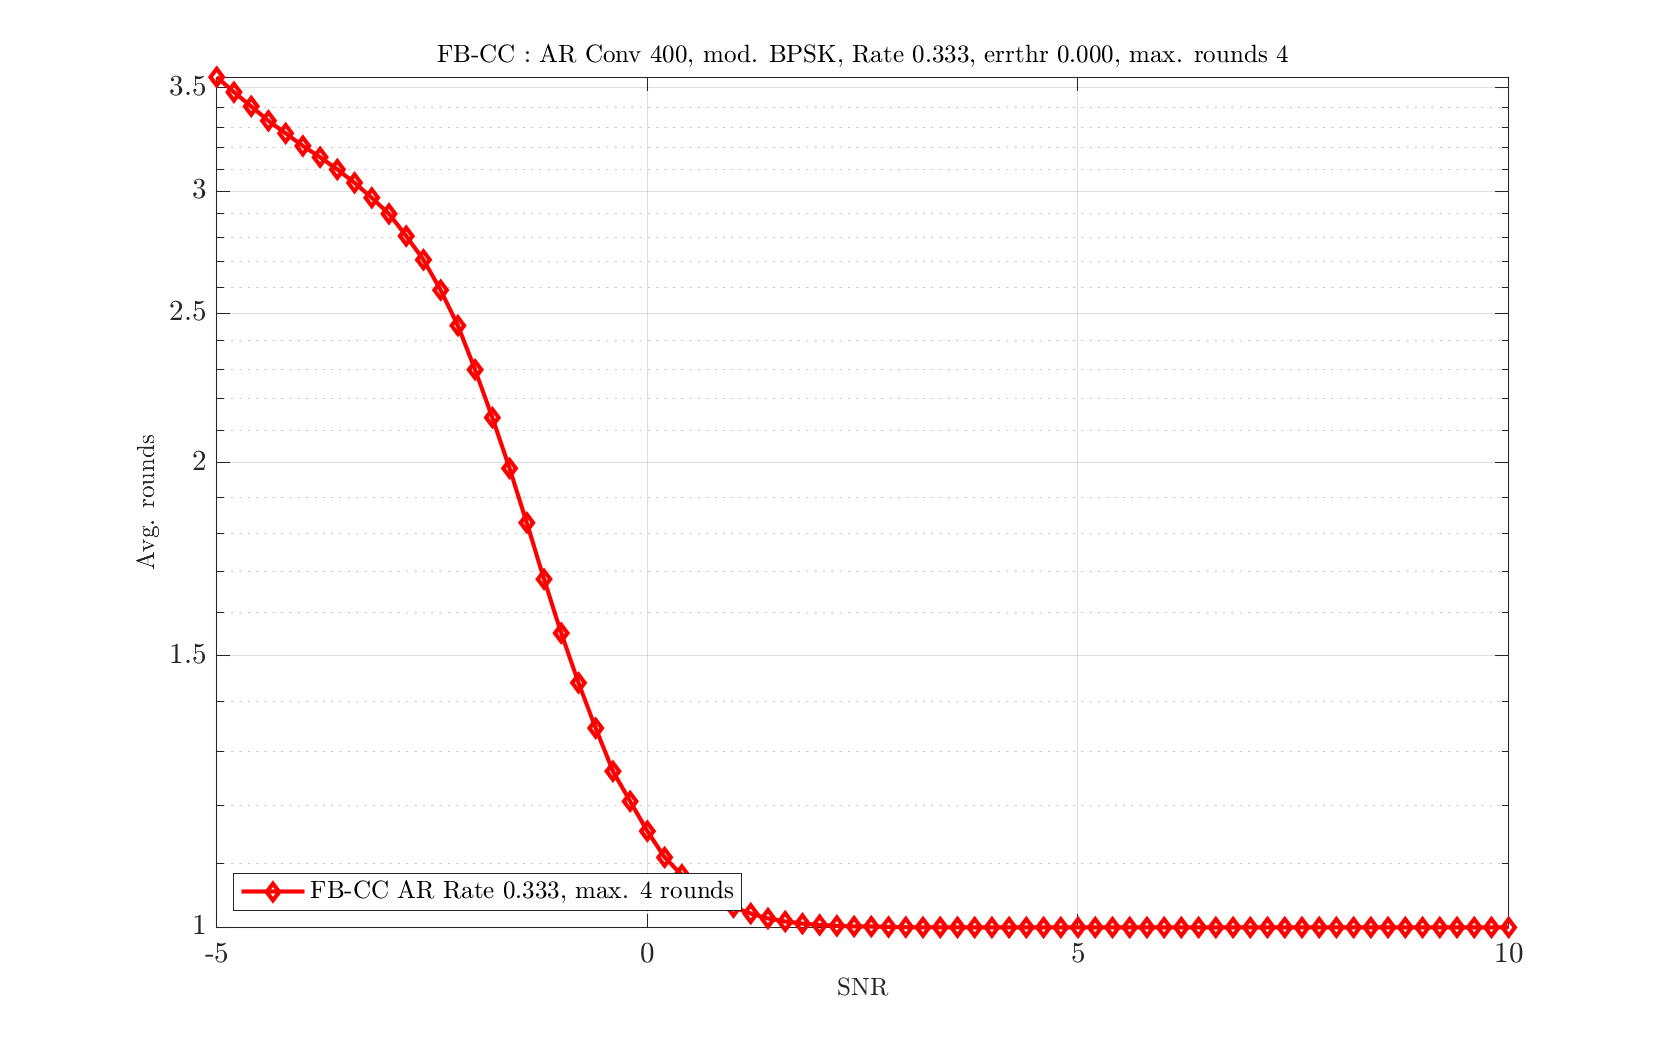 FB-CC : AR Conv 400, mod. BPSK, Rate 0.333, errthr 0.000, max. rounds 4
3.5
3
2.5
2
1.5
1
Avg. rounds
FB-CC AR Rate 0.333, max. 4 rounds
-5
0
5
10
SNR